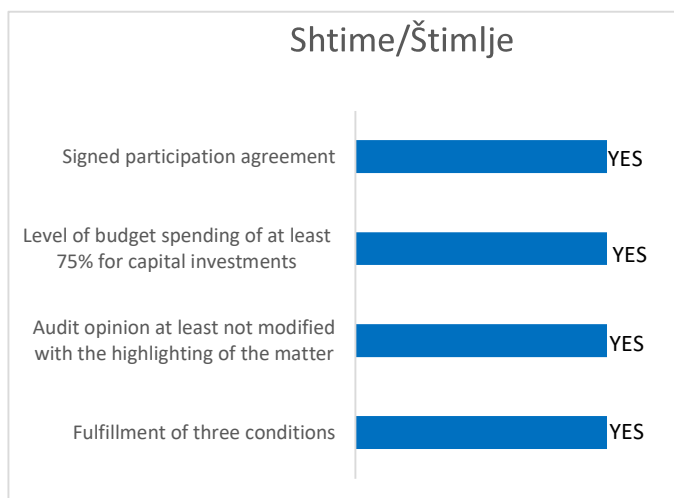 Shtime/Štimlje
Signed participation agreement
YES
Level of budget spending of at least
75% for capital investments
YES
Audit opinion at least not modified
with the highlighting of the matter
YES
Fulfillment of three conditions
YES